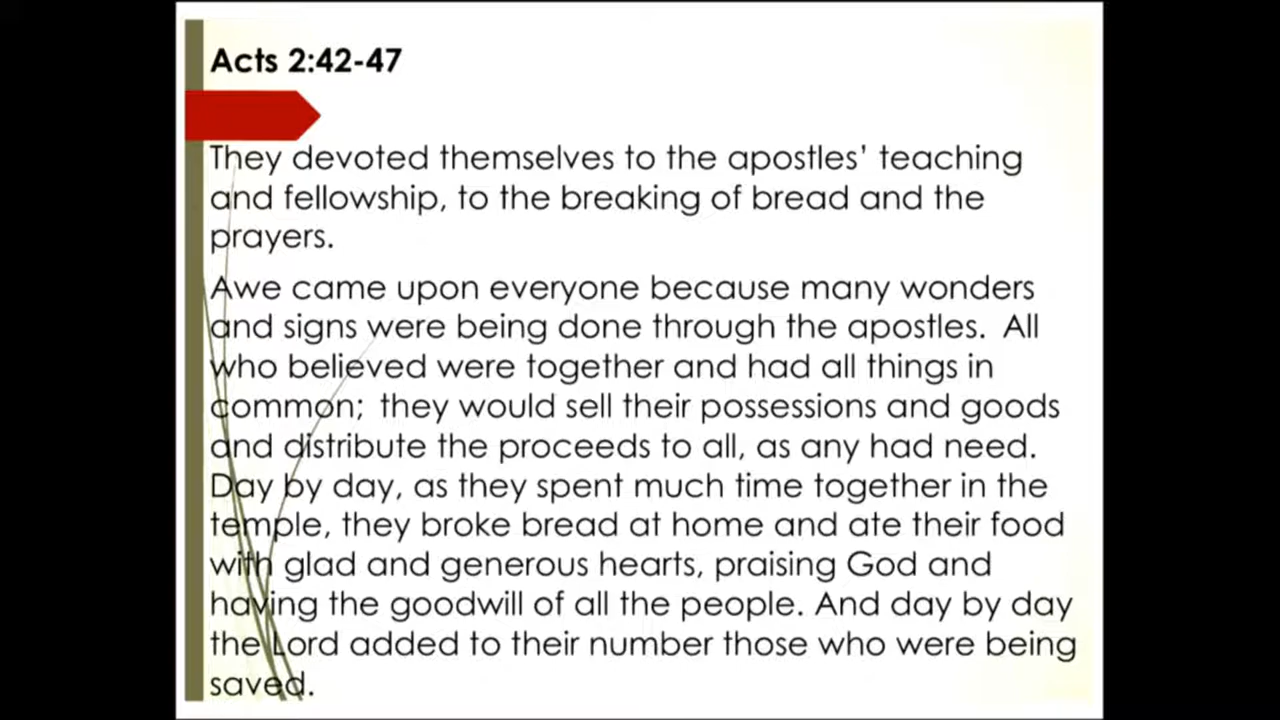 Acts 2:42-47
They devoted themselves to the apostles' teaching
and fellowship, to the breaking of bread and the
prayers.
Awe came upon everyone because many wonders
and signs were being done through the apostles.  All
who believed were together and had all things in
common;  they would sell their possessions and goods
and distribute the proceeds to all, as any had need.
Day by day, as they spent much time together in the
temple, they broke bread at home and ate their food
with glad and generous hearts, praising God and
having the goodwill of all the people. And day by day
the Lord added to their number those who were being
saved.